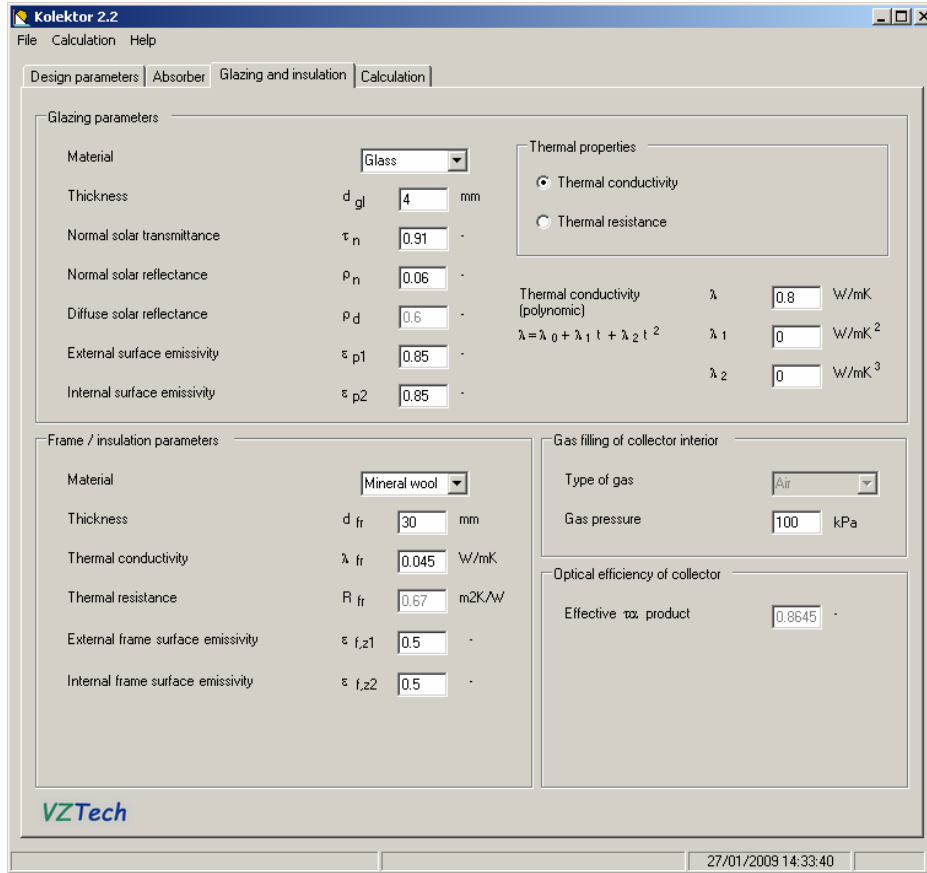 Kolektor 2.2
File Calculation Help
Design parameters Absorber Glazing and insulation Calculation
Glazing parameters
Material Glass
Thickness d gl 4 mm
Normal solar transmittance τ n 0.91 -
Normal solar reflectance ρ n 0.06 -
Diffuse solar reflectance ρ d 0.6 -
External surface emissivity ε p1 0.85 -
Internal surface emissivity ε p2 0.85 -
Thermal properties
Thermal conductivity
Thermal resistance
Thermal conductivity (polynomic) λ 0.8 W/mK
λ = λ 0 + λ 1 t + λ 2 t 2 λ 1 0 W/mK 2
λ 2 0 W/mK 3
Frame / insulation parameters
Material Mineral wool
Thickness d fr 30 mm
Thermal conductivity λ fr 0.045 W/mK
Thermal resistance R fr 0.67 m2K/W
External frame surface emissivity ε f,z1 0.5 -
Internal frame surface emissivity ε f,z2 0.5 -
Gas filling of collector interior
Type of gas Air
Gas pressure 100 kPa
Optical efficiency of collector
Effective τα product 0.8645 -
VZTech
27/01/2009 14:33:40